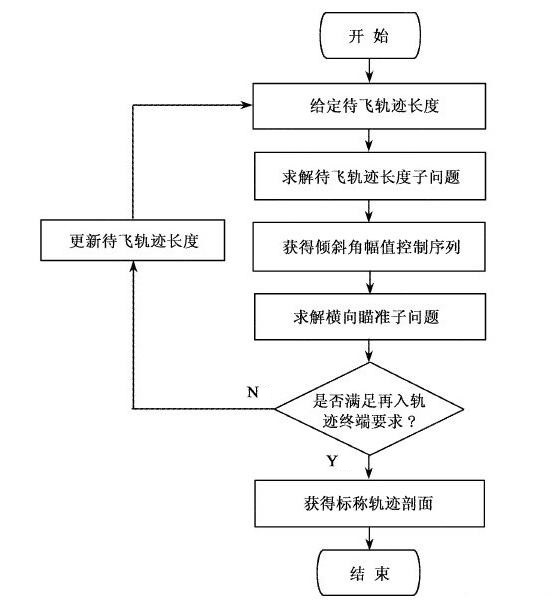 开 始
给定待飞轨迹长度
求解待飞轨迹长度子问题
更新待飞轨迹长度
获得倾斜角幅值控制序列
求解横向瞄准子问题
N
是否满足再入轨
迹终端要求？
Y
获得标称轨迹剖面
结 束